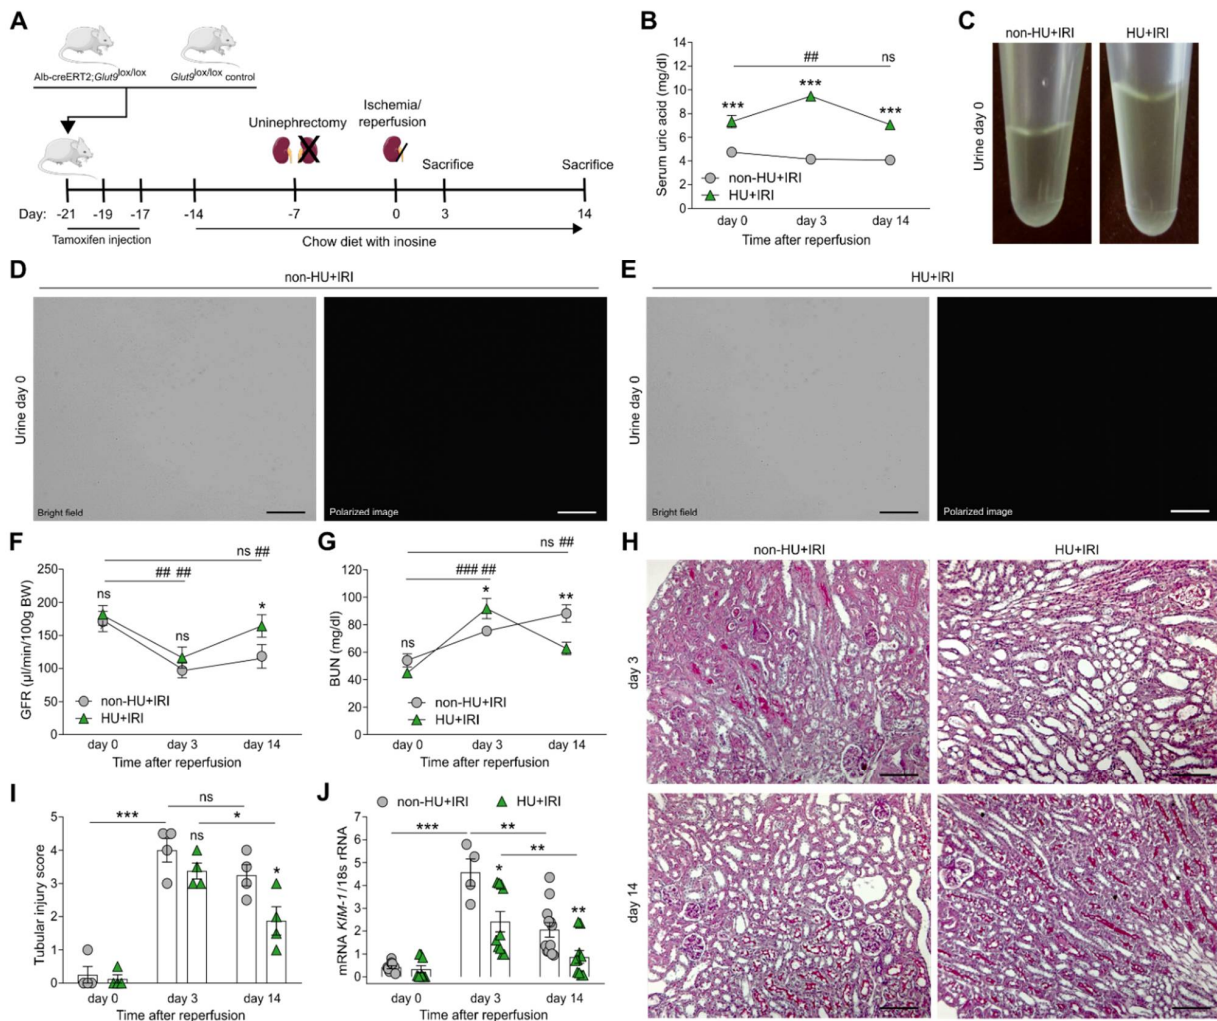 A
Alb-creERT2;Glut9lox/lox
Glut9lox/lox control
Uninephrectomy
Ischemia/
reperfusion
Sacrifice
Sacrifice
Day: -21 -19 -17 -14 -7 0 3 14
Tamoxifen injection
Chow diet with inosine
B
Serum uric acid (mg/dl)
14
12
10
8
6
4
2
0
## ns
*** *** ***
non-HU+IRI
HU+IRI
day 0 day 3 day 14
Time after reperfusion
C
non-HU+IRI HU+IRI
Urine day 0
D
non-HU+IRI
Urine day 0
Bright field
Polarized image
E
HU+IRI
Urine day 0
Bright field
Polarized image
F
GFR (µl/min/100g BW)
250
200
150
100
50
0
ns ##
## ##
ns ns *
non-HU+IRI
HU+IRI
day 0 day 3 day 14
Time after reperfusion
G
BUN (mg/dl)
120
100
80
60
40
20
0
ns ##
### ##
ns * **
non-HU+IRI
HU+IRI
day 0 day 3 day 14
Time after reperfusion
H
non-HU+IRI HU+IRI
day 3
day 14
I
Tubular injury score
5
4
3
2
1
0
ns
*** *
ns *
day 0 day 3 day 14
Time after reperfusion
J
non-HU+IRI HU+IRI
mRNA KIM-1/18s rRNA
7
6
5
4
3
2
1
0
*** **
**
* **
day 0 day 3 day 14
Time after reperfusion